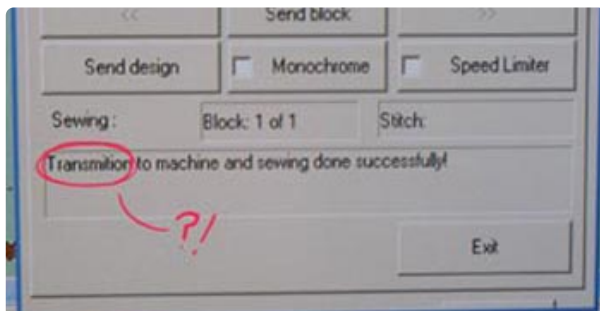 << Send block >>
Send design Monochrome Speed Limiter
Sewing: Block: 1 of 1 Stitch:
Transmition to machine and sewing done successfully!
?!
Exit